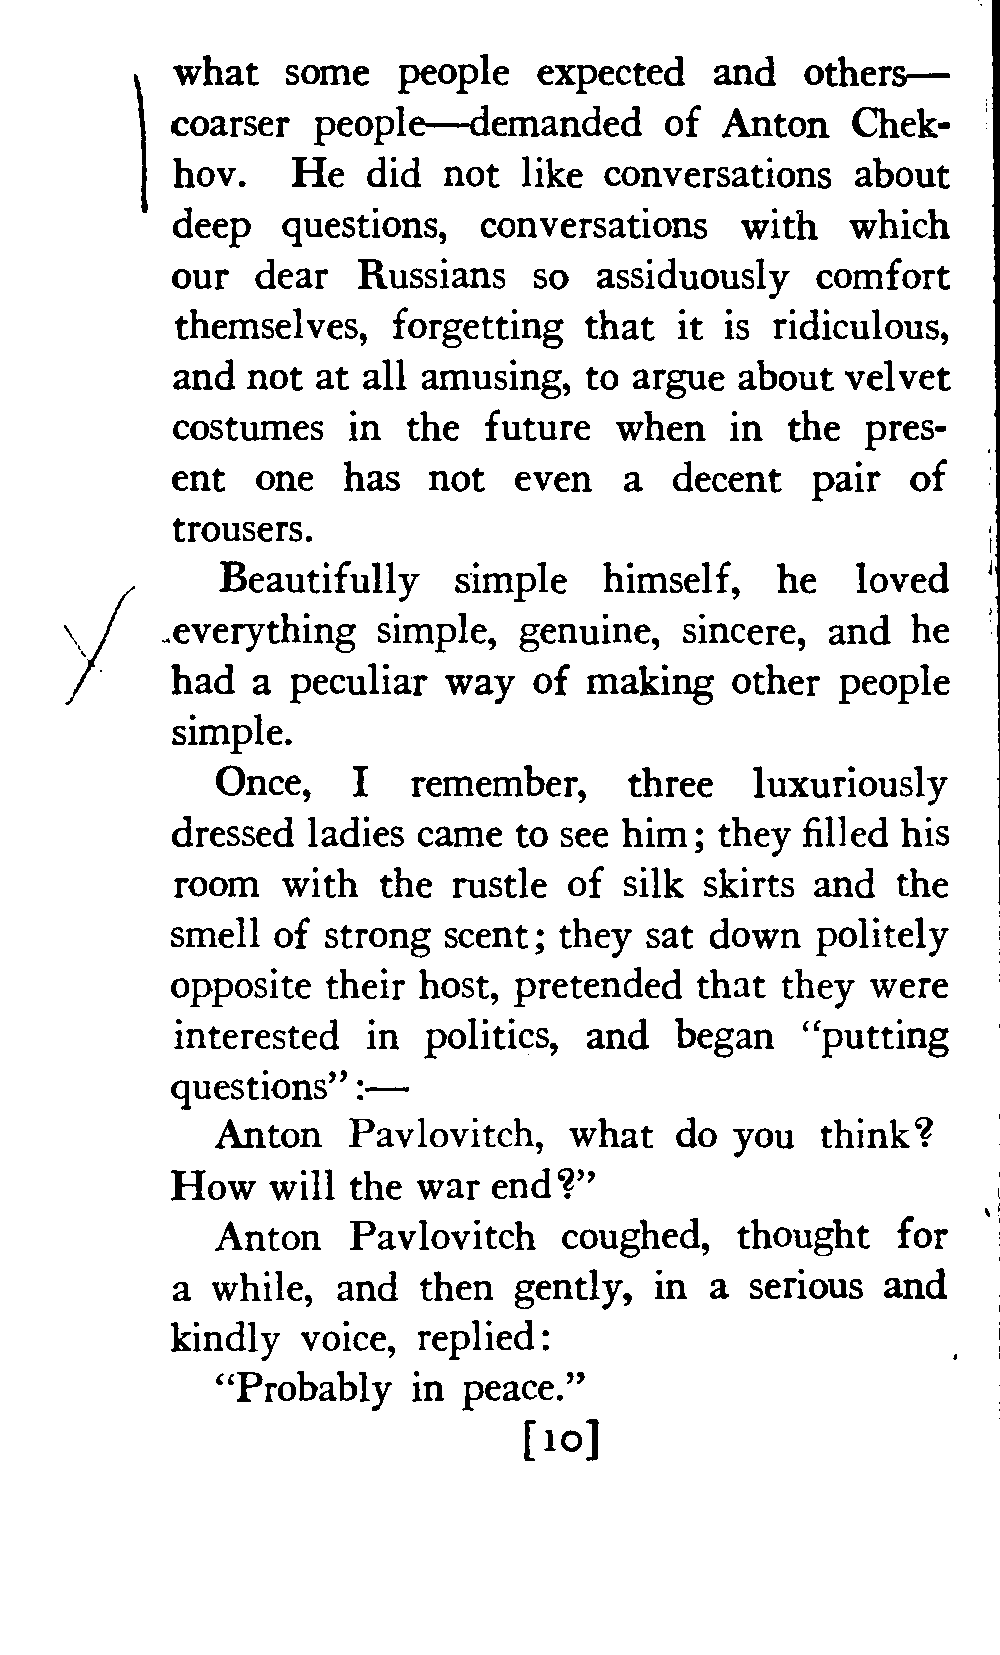 what some people expected and others—
coarser people—demanded of Anton Chek-
hov. He did not like conversations about
deep questions, conversations with which
our dear Russians so assiduously comfort
themselves, forgetting that it is ridiculous,
and not at all amusing, to argue about velvet
costumes in the future when in the pres-
ent one has not even a decent pair of
trousers.
Beautifully simple himself, he loved
everything simple, genuine, sincere, and he
had a peculiar way of making other people
simple.
Once, I remember, three luxuriously
dressed ladies came to see him; they filled his
room with the rustle of silk skirts and the
smell of strong scent; they sat down politely
opposite their host, pretended that they were
interested in politics, and began “putting
questions”:—
Anton Pavlovitch, what do you think?
How will the war end?”
Anton Pavlovitch coughed, thought for
a while, and then gently, in a serious and
kindly voice, replied:
“Probably in peace.”
[10]